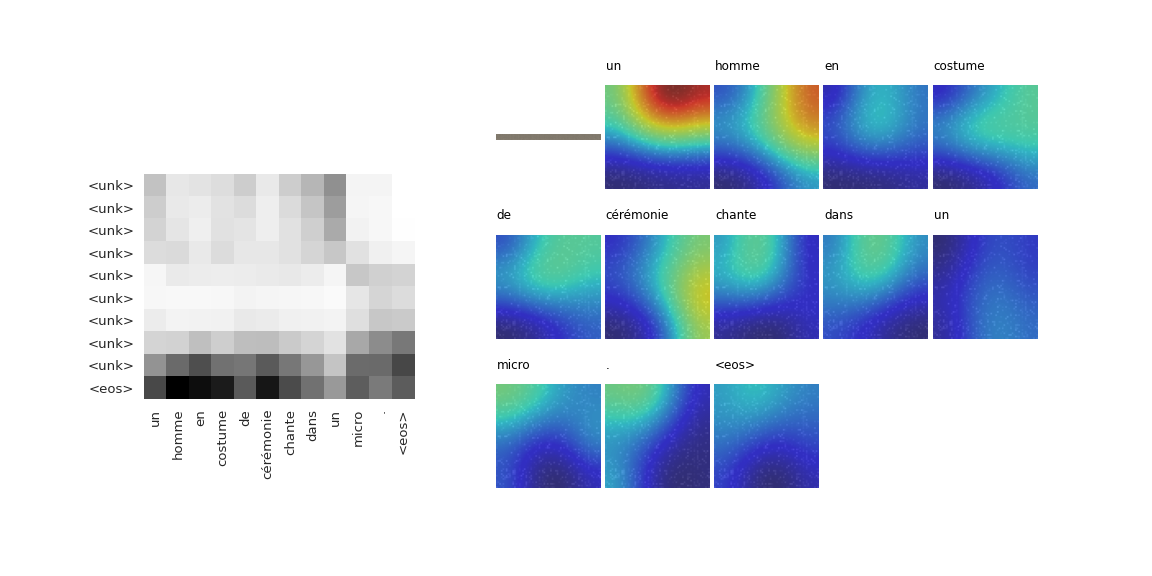 <unk>
<unk>
<unk>
<unk>
<unk>
<unk>
<unk>
<unk>
<unk>
<eos>
un
homme
en
costume
de
cérémonie
chante
dans
un
micro
.
<eos>
un homme en costume
de cérémonie chante dans un
micro . <eos>